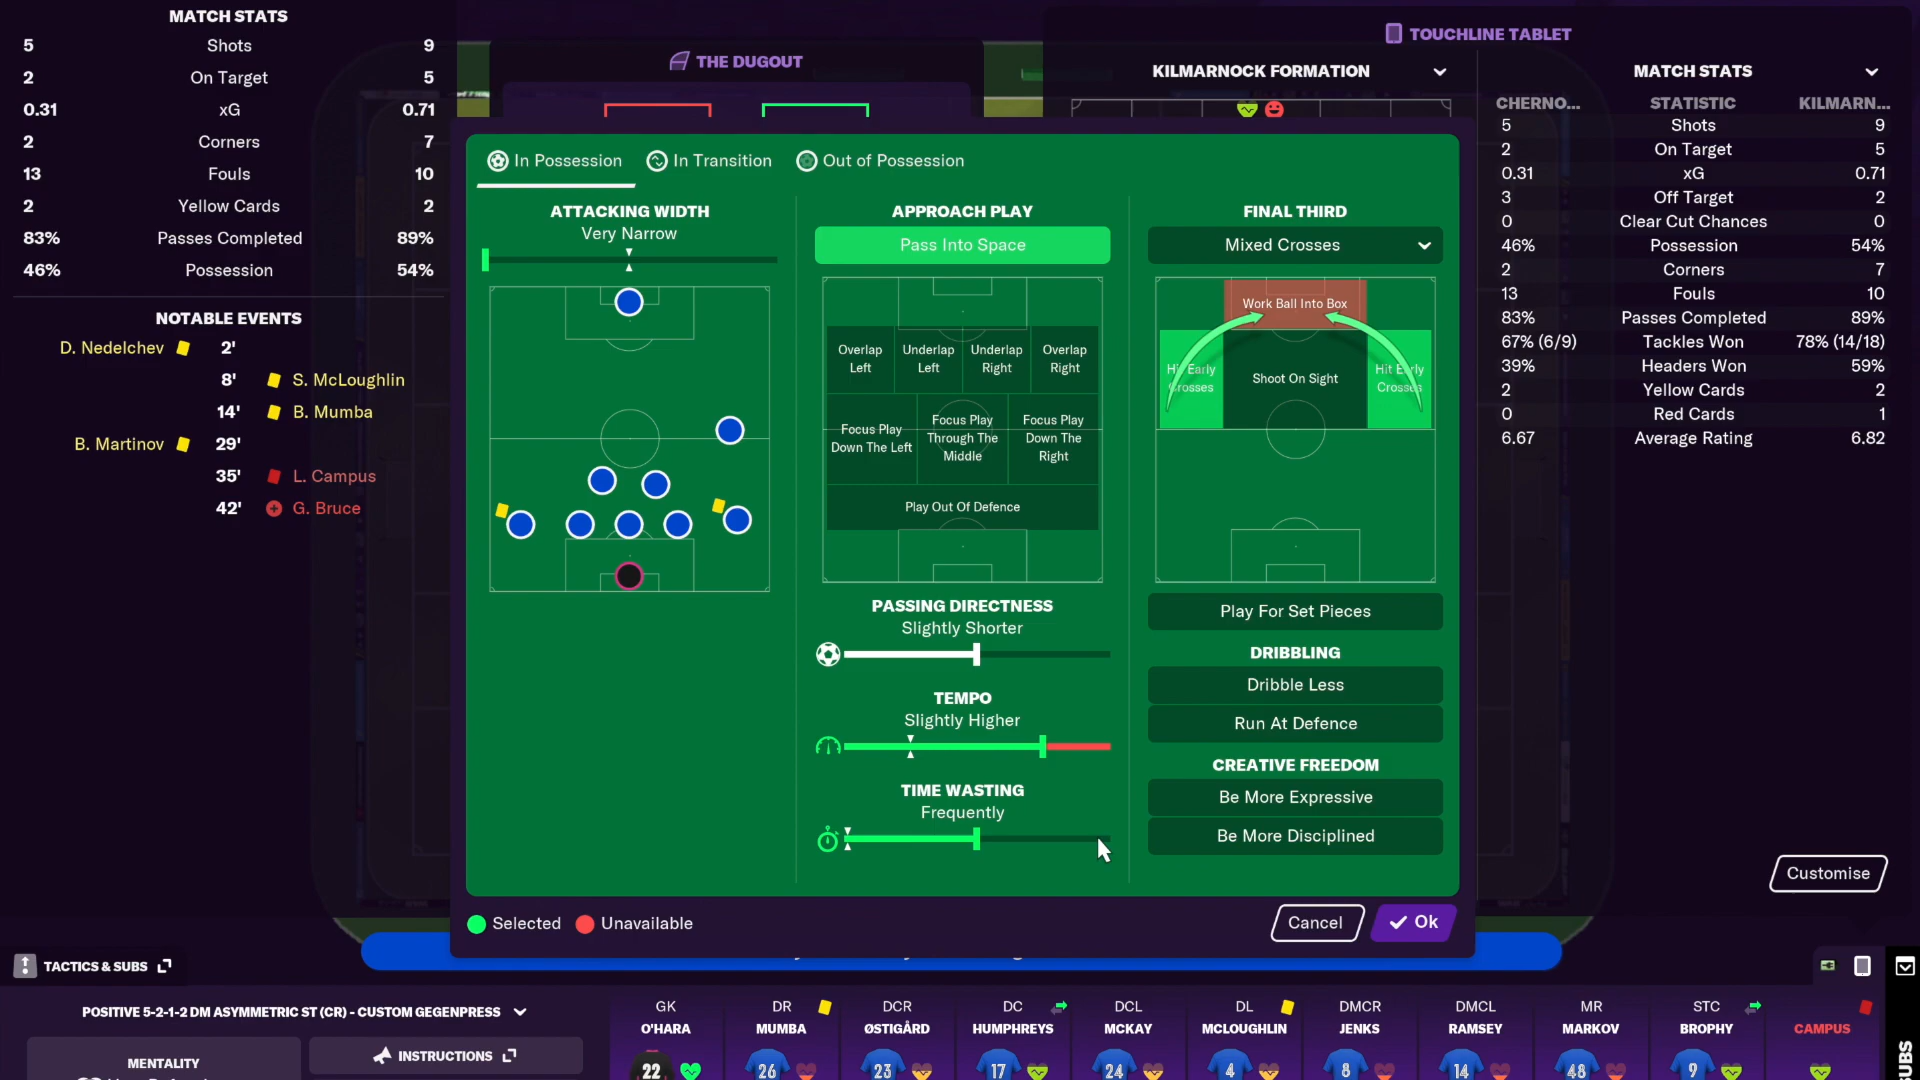 MATCH STATS
5 Shots 9
2 On Target 5
0.31 xG 0.71
2 Corners 7
13 Fouls 10
2 Yellow Cards 2
83% Passes Completed 89%
46% Possession 54%
NOTABLE EVENTS
D. Nedelchev 2'
8' S. McLoughlin
14' B. Mumba
B. Martinov 29'
35' L. Campus
42' G. Bruce
THE DUGOUT
TOUCHLINE TABLET
KILMARNOCK FORMATION
MATCH STATS
CHERNO... STATISTIC KILMARN...
5 Shots 9
2 On Target 5
0.31 xG 0.71
3 Off Target 2
0 Clear Cut Chances 0
46% Possession 54%
2 Corners 7
13 Fouls 10
83% Passes Completed 89%
67% (6/9) Tackles Won 78% (14/18)
39% Headers Won 59%
2 Yellow Cards 2
0 Red Cards 1
6.67 Average Rating 6.82
Customise
In Possession In Transition Out of Possession
ATTACKING WIDTH
Very Narrow
APPROACH PLAY
Pass Into Space
Overlap Left
Underlap Left
Underlap Right
Overlap Right
Focus Play Down The Left
Focus Play Through The Middle
Focus Play Down The Right
Play Out Of Defence
PASSING DIRECTNESS
Slightly Shorter
TEMPO
Slightly Higher
TIME WASTING
Frequently
FINAL THIRD
Mixed Crosses
Work Ball Into Box
Hit Early Crosses
Shoot On Sight
Hit Early Crosses
Play For Set Pieces
DRIBBLING
Dribble Less
Run At Defence
CREATIVE FREEDOM
Be More Expressive
Be More Disciplined
Selected Unavailable
Cancel Ok
TACTICS & SUBS
POSITIVE 5-2-1-2 DM ASYMMETRIC ST (CR) - CUSTOM GEGENPRESS
MENTALITY
INSTRUCTIONS
GK DR DCR DC DCL DL DMCR DMCL MR STC
O'HARA MUMBA ØSTIGÅRD HUMPHREYS MCKAY MCLOUGHLIN JENKS RAMSEY MARKOV BROPHY CAMPUS
22 26 23 17 24 4 8 14 48 9
SUBS